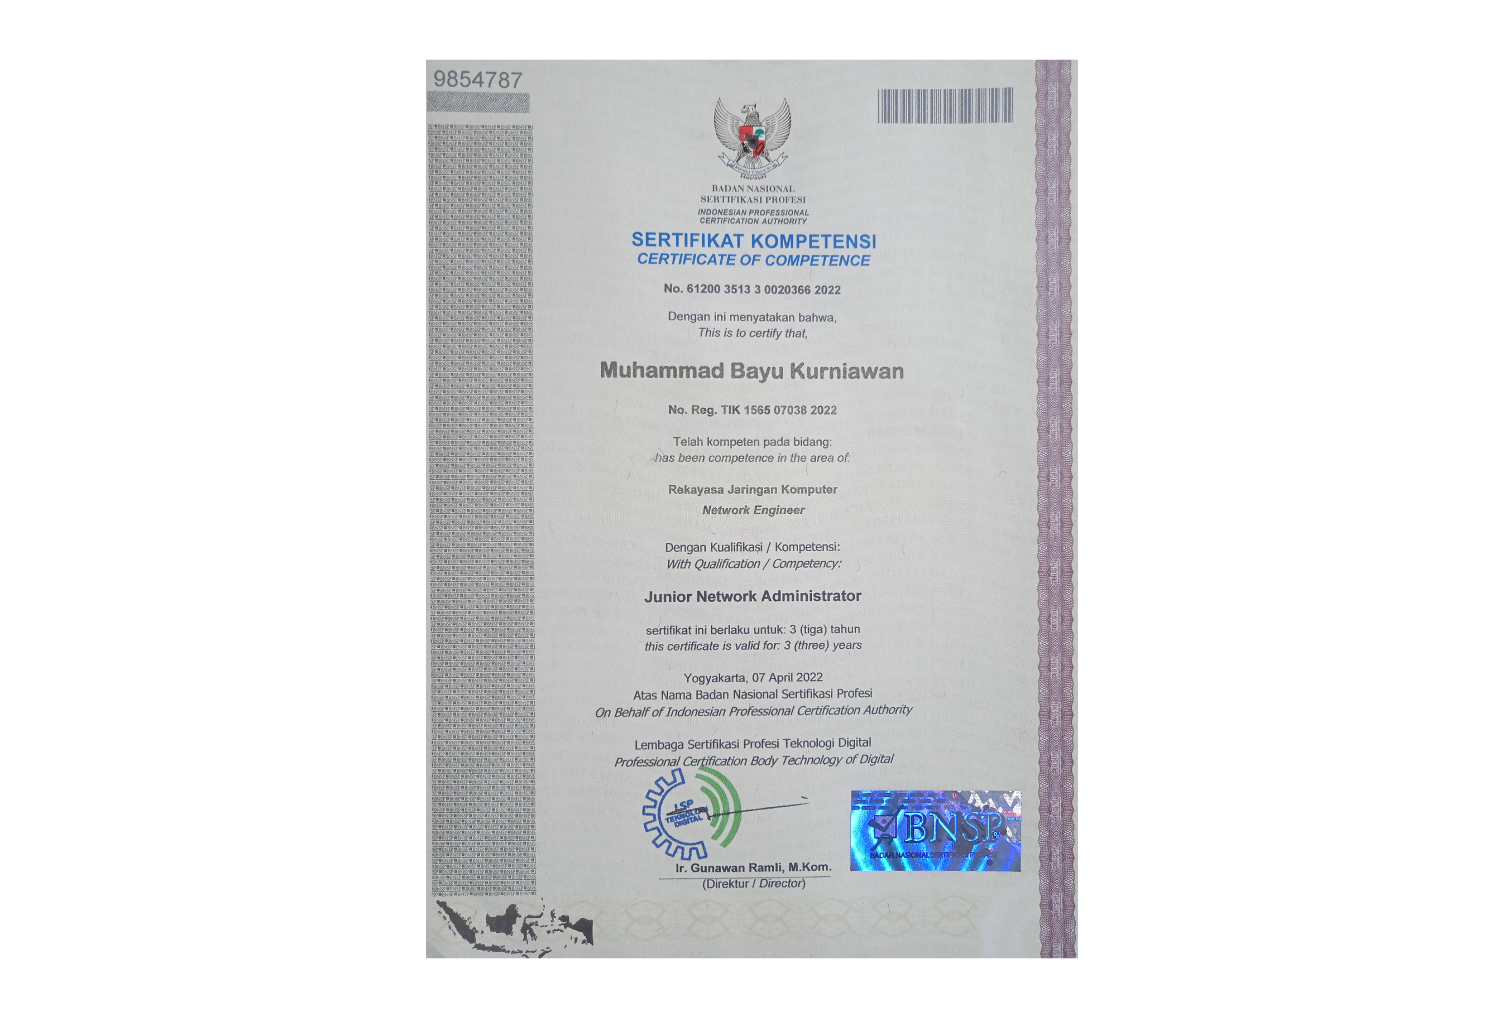 9854787
BADAN NASIONAL
SERTIFIKASI PROFESI
INDONESIAN PROFESSIONAL
CERTIFICATION AUTHORITY
SERTIFIKAT KOMPETENSI
CERTIFICATE OF COMPETENCE
No. 61200 3513 3 0020366 2022
Dengan ini menyatakan bahwa,
This is to certify that,
Muhammad Bayu Kurniawan
No. Reg. TIK 1565 07038 2022
Telah kompeten pada bidang:
has been competence in the area of:
Rekayasa Jaringan Komputer
Network Engineer
Dengan Kualifikasi / Kompetensi:
With Qualification / Competency:
Junior Network Administrator
sertifikat ini berlaku untuk: 3 (tiga) tahun
this certificate is valid for: 3 (three) years
Yogyakarta, 07 April 2022
Atas Nama Badan Nasional Sertifikasi Profesi
On Behalf of Indonesian Professional Certification Authority
Lembaga Sertifikasi Profesi Teknologi Digital
Professional Certification Body Technology of Digital
LSP
TEKNOLOGI
DIGITAL
BNSP
BADAN NASIONAL SERTIFIKASI PROFESI
Ir. Gunawan Ramli, M.Kom.
(Direktur / Director)